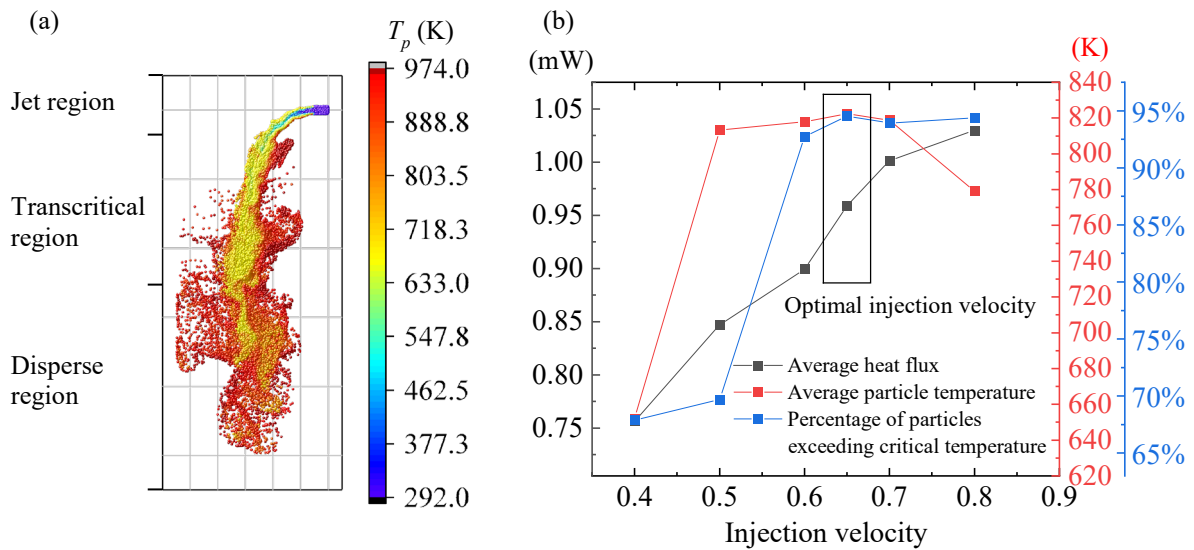 (a)
T_p (K)
974.0
888.8
803.5
718.3
633.0
547.8
462.5
377.3
292.0
Jet region
Transcritical
region
Disperse
region
(b)
(mW)
1.05
1.00
0.95
0.90
0.85
0.80
0.75
(K)
840
820
800
780
760
740
720
700
680
660
640
620
95%
90%
85%
80%
75%
70%
65%
Optimal injection velocity
Average heat flux
Average particle temperature
Percentage of particles
exceeding critical temperature
0.4 0.5 0.6 0.7 0.8 0.9
Injection velocity